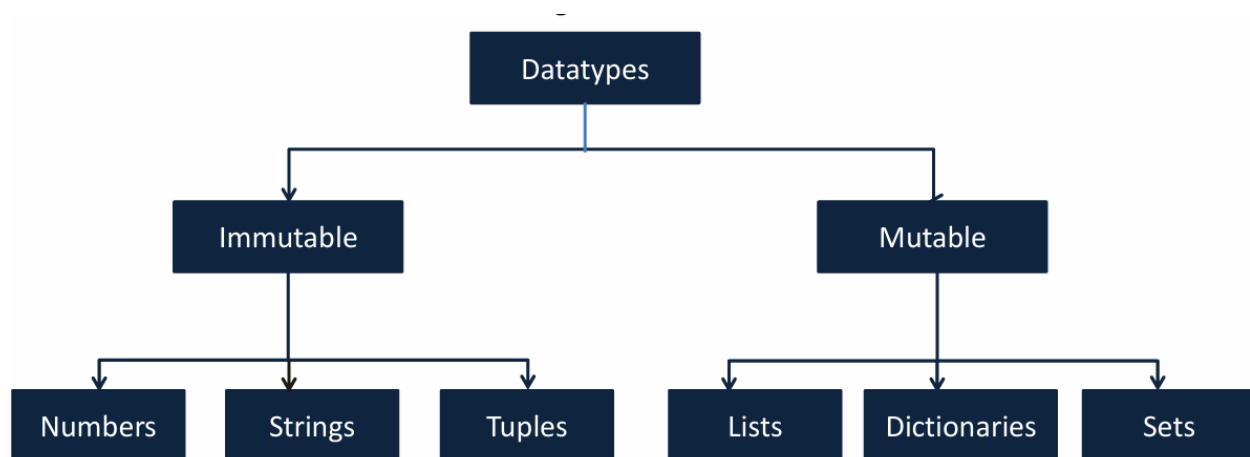 Datatypes
Immutable
Mutable
Numbers
Strings
Tuples
Lists
Dictionaries
Sets